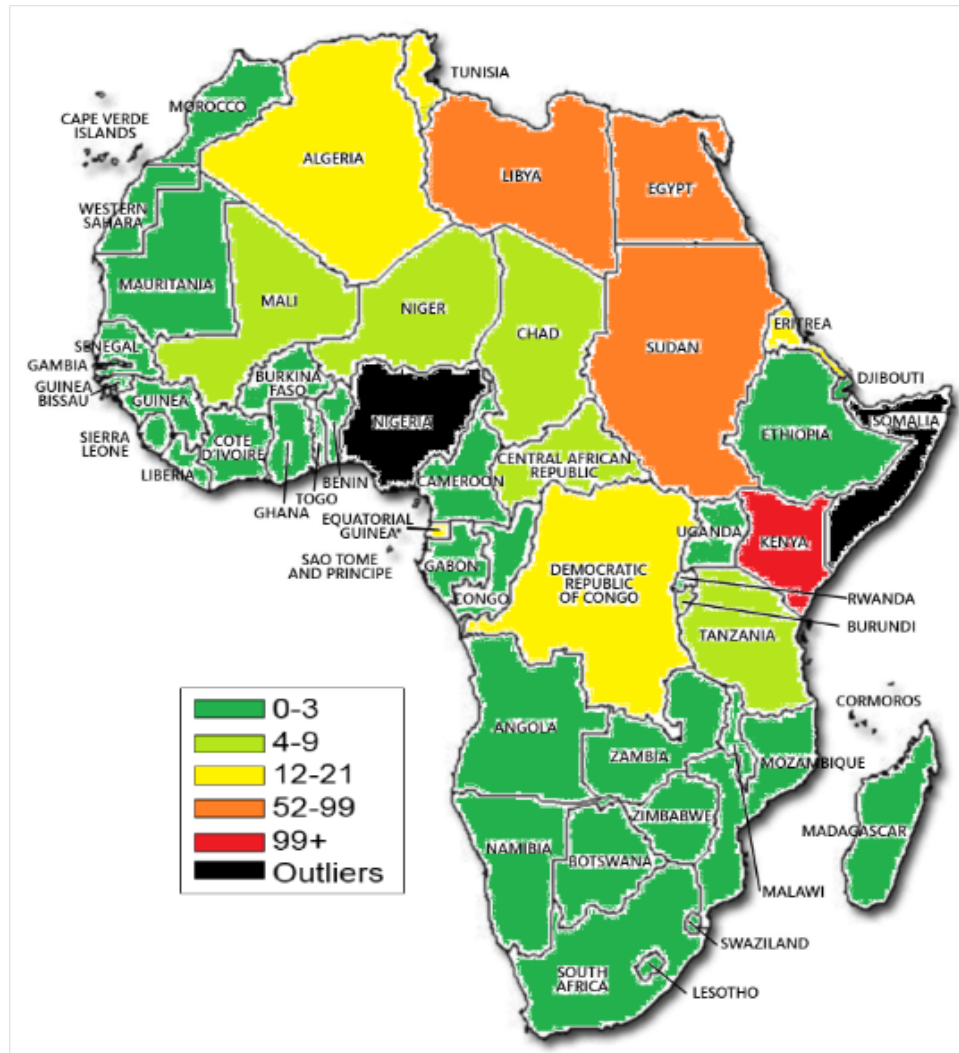 TUNISIA
MOROCCO
CAPE VERDE
ISLANDS
ALGERIA
LIBYA
EGYPT
WESTERN
SAHARA
MAURITANIA
MALI
NIGER
CHAD
SUDAN
ERITREA
SENEGAL
GAMBIA
GUINEA
BISSAU
GUINEA
BURKINA
FASO
DJIBOUTI
NIGERIA
SOMALIA
SIERRA
LEONE
COTE
D'IVOIRE
ETHIOPIA
LIBERIA
BENIN
TOGO
GHANA
CAMEROON
CENTRAL AFRICAN
REPUBLIC
EQUATORIAL
GUINEA
SAO TOME
AND PRINCIPE
GABON
CONGO
DEMOCRATIC
REPUBLIC
OF CONGO
UGANDA
KENYA
RWANDA
BURUNDI
TANZANIA
CORMOROS
0-3
4-9
12-21
52-99
99+
Outliers
ANGOLA
ZAMBIA
MOZAMBIQUE
ZIMBABWE
MADAGASCAR
NAMIBIA
BOTSWANA
MALAWI
SWAZILAND
SOUTH
AFRICA
LESOTHO